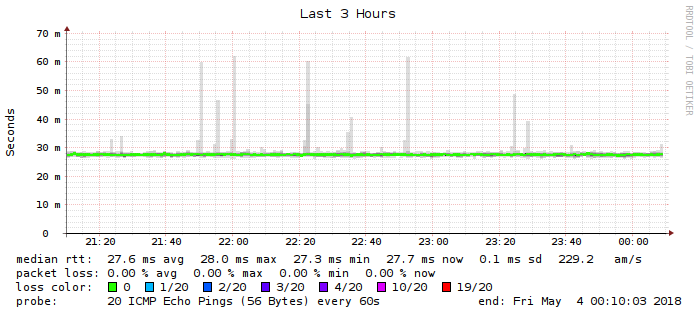 Last 3 Hours
RRDTOOL / TOBI OETIKER
Seconds
70 m
60 m
50 m
40 m
30 m
20 m
10 m
0
21:20 21:40 22:00 22:20 22:40 23:00 23:20 23:40 00:00
median rtt: 27.6 ms avg 28.0 ms max 27.3 ms min 27.7 ms now 0.1 ms sd 229.2 am/s
packet loss: 0.00 % avg 0.00 % max 0.00 % min 0.00 % now
loss color: 0 1/20 2/20 3/20 4/20 10/20 19/20
probe: 20 ICMP Echo Pings (56 Bytes) every 60s end: Fri May 4 00:10:03 2018